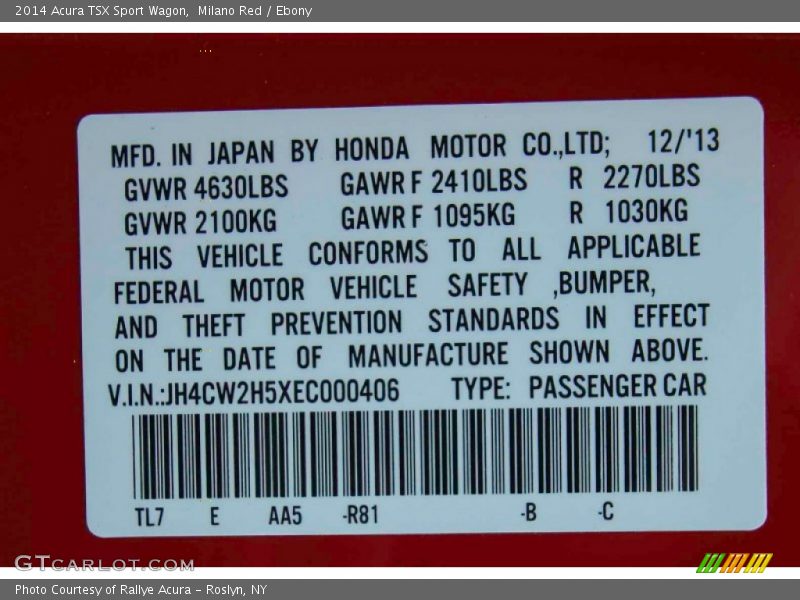 2014 Acura TSX Sport Wagon,  Milano Red / Ebony
MFD. IN JAPAN BY HONDA MOTOR CO.,LTD; 12/'13
GVWR 4630LBS GAWR F 2410LBS R 2270LBS
GVWR 2100KG GAWR F 1095KG R 1030KG
THIS VEHICLE CONFORMS TO ALL APPLICABLE
FEDERAL MOTOR VEHICLE SAFETY ,BUMPER,
AND THEFT PREVENTION STANDARDS IN EFFECT
ON THE DATE OF MANUFACTURE SHOWN ABOVE.
V.I.N.:JH4CW2H5XEC000406 TYPE: PASSENGER CAR
TL7 E AA5 -R81 -B -C
GTCARLOT.COM
Photo Courtesy of Rallye Acura – Roslyn, NY